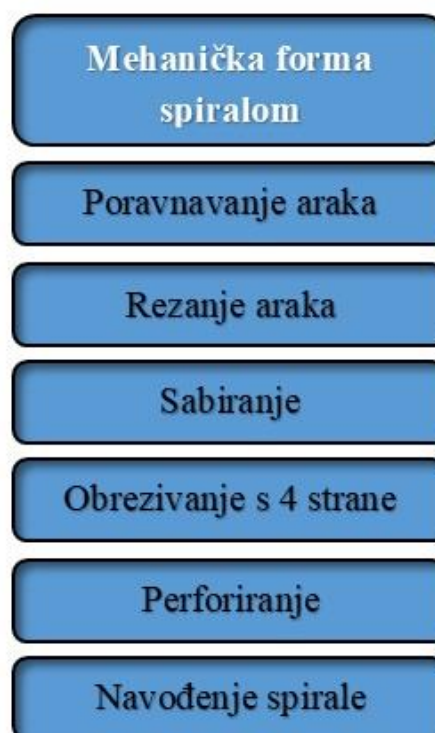 Mehanička forma
spiralom
Poravnavanje araka
Rezanje araka
Sabiranje
Obrezivanje s 4 strane
Perforiranje
Navođenje spirale